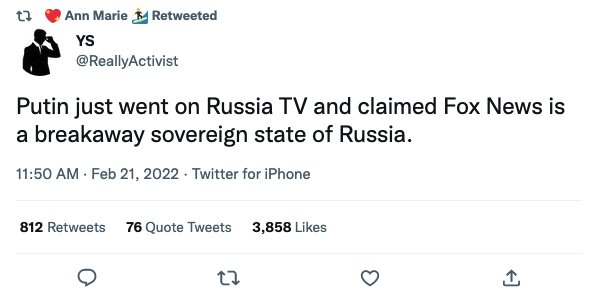 💖 Ann Marie 🏄‍♂️ Retweeted
YS
@ReallyActivist
Putin just went on Russia TV and claimed Fox News is
a breakaway sovereign state of Russia.
11:50 AM · Feb 21, 2022 · Twitter for iPhone
812 Retweets 76 Quote Tweets 3,858 Likes